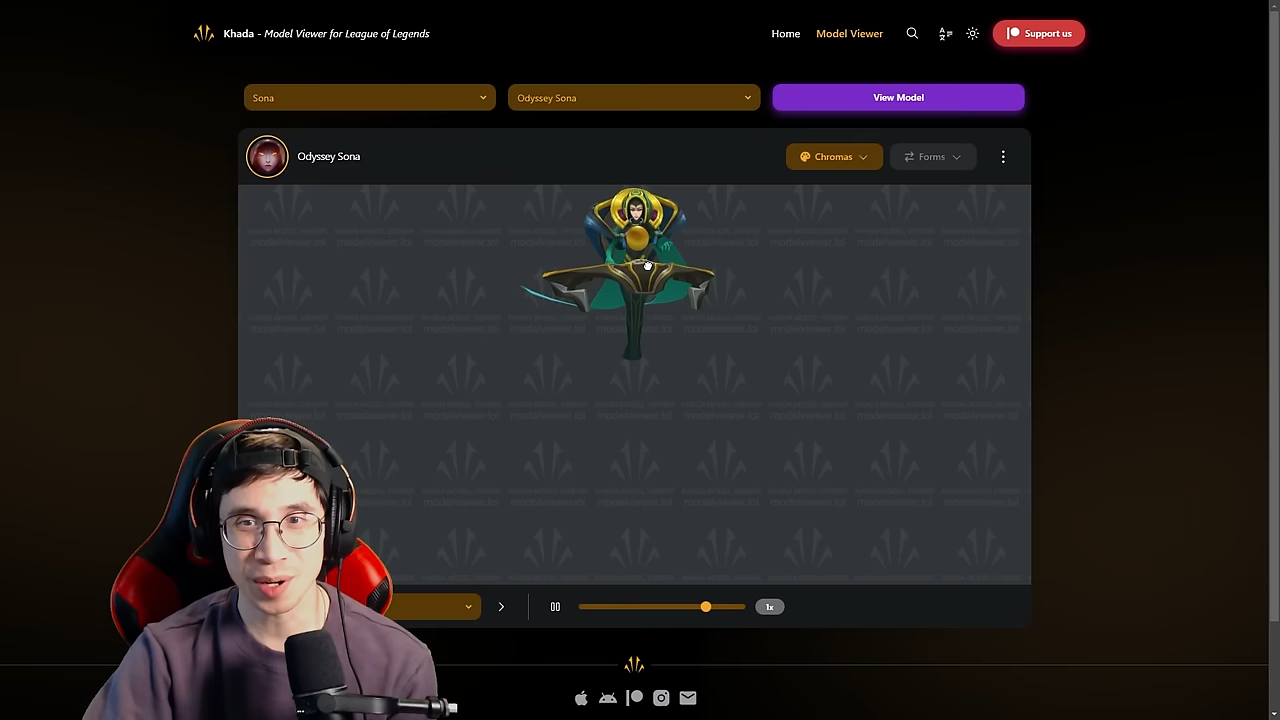 Khada - Model Viewer for League of Legends
Home
Model Viewer
Support us
Sona
Odyssey Sona
View Model
Odyssey Sona
Chromas
Forms
1x